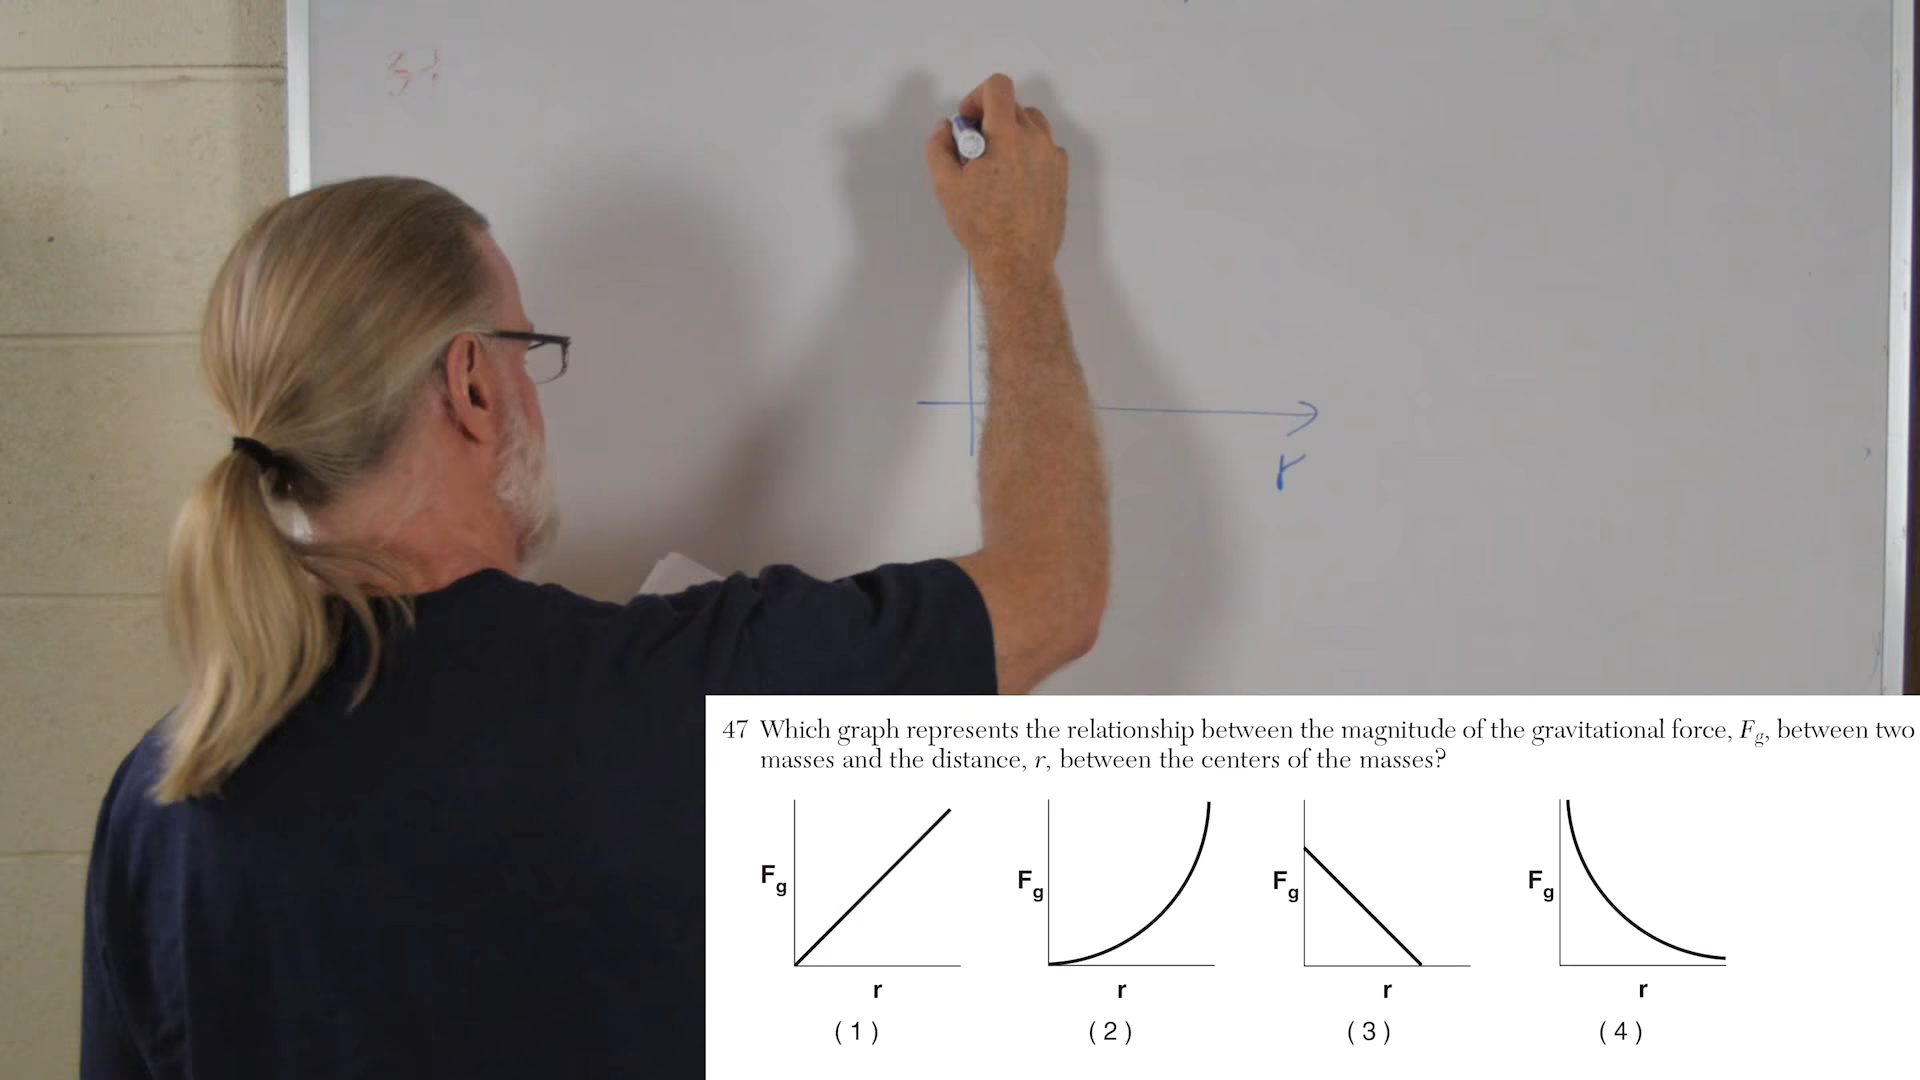 r
47 Which graph represents the relationship between the magnitude of the gravitational force, Fg, between two
masses and the distance, r, between the centers of the masses?
Fg Fg Fg Fg
r r r r
(1) (2) (3) (4)